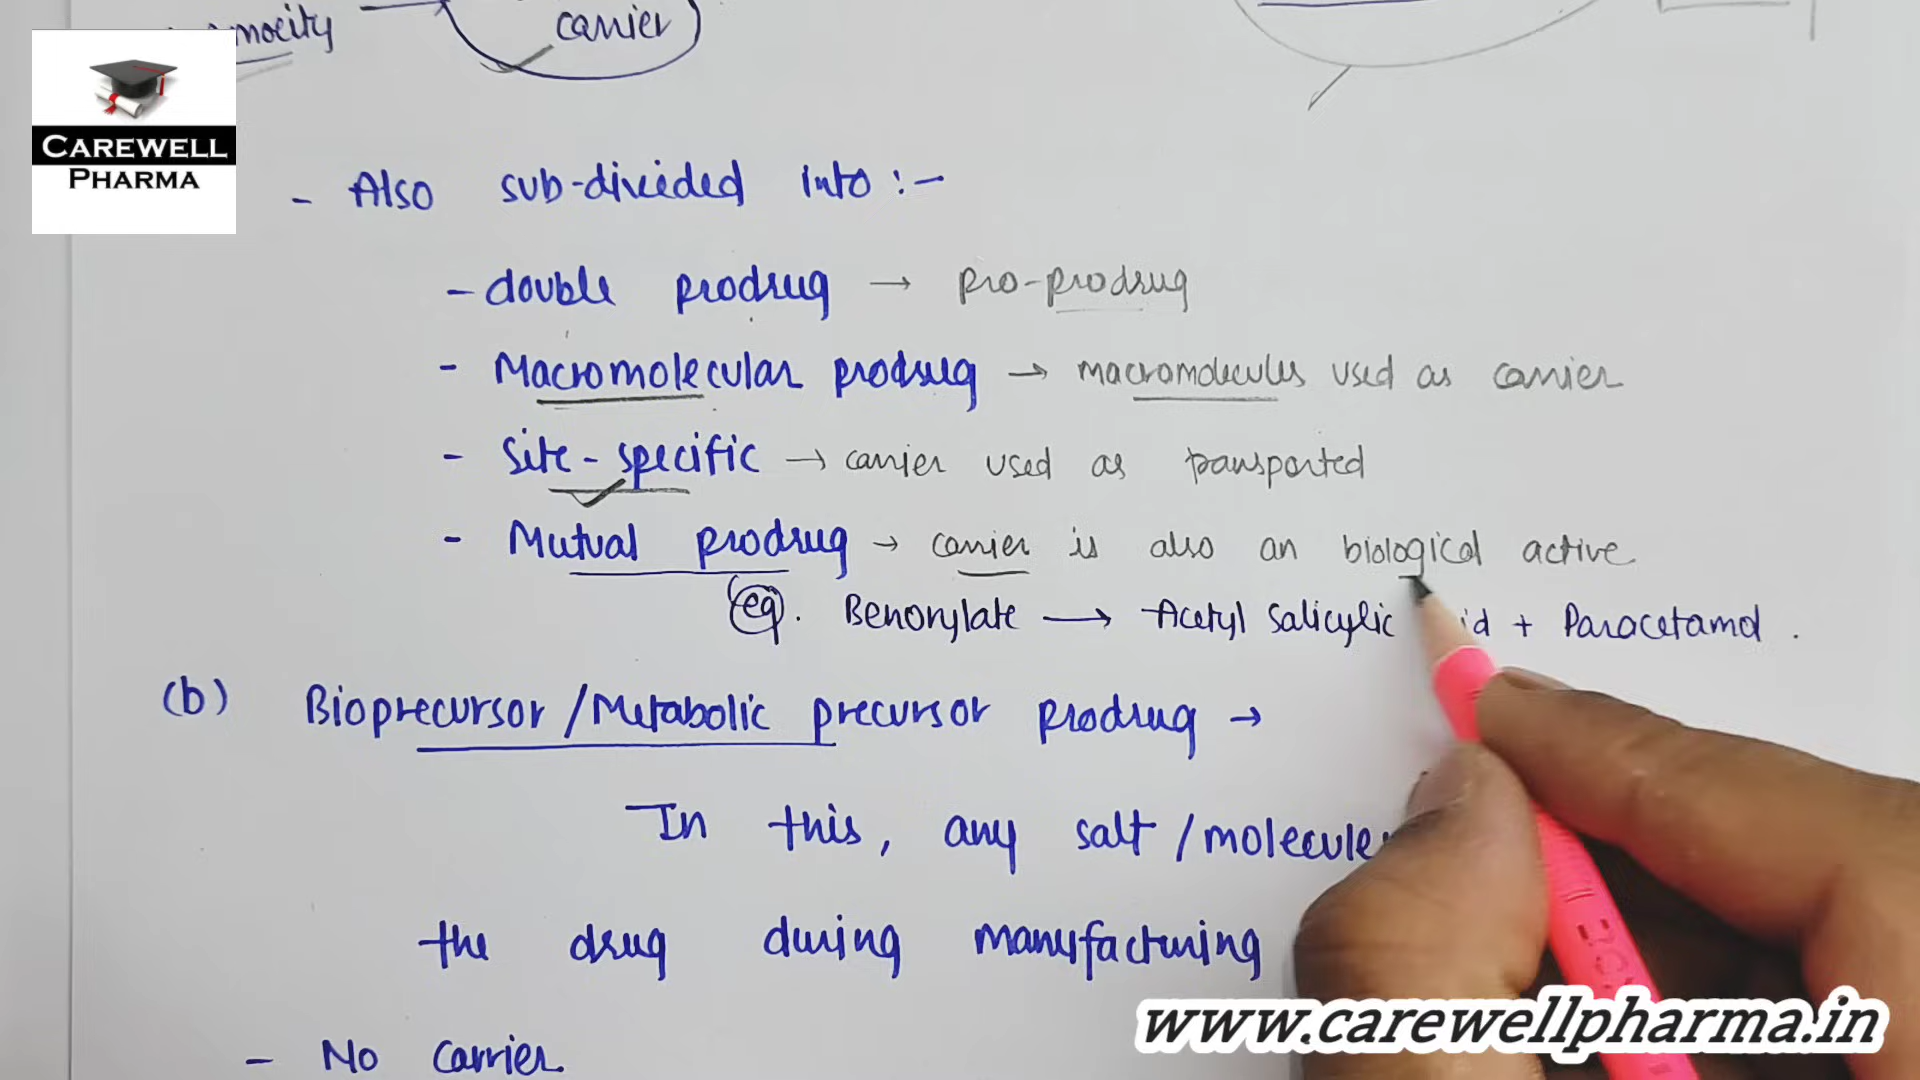 carrier
CAREWELL
PHARMA
- Also sub-divided into :-
- double prodrug → pro-prodrug
- Macromolecular prodrug → macromolecules used as carrier
- Site-specific → carrier used as transported
- Mutual prodrug → carrier is also an biological active
eg. Benorylate → Acetyl Salicylic + Paracetamol .
(b) Bioprecursor / Metabolic precursor prodrug →
In this, any salt / molecule
the drug during manufacturing
- No carrier.
www.carewellpharma.in